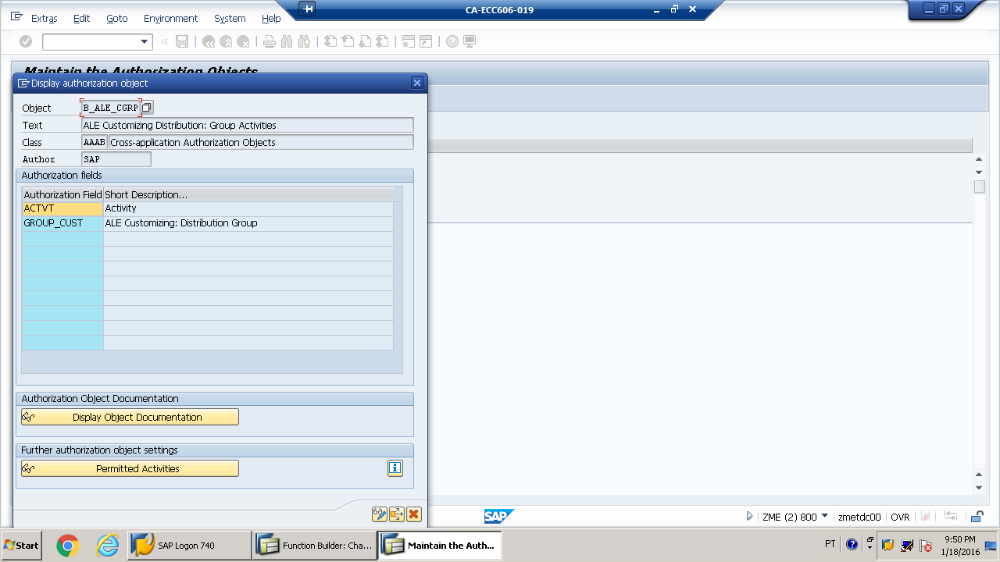 CA-ECC606-019
Extras Edit Goto Environment System Help
Maintain the Authorization Objects
Display authorization object
Object B_ALE_CGRP
Text ALE Customizing Distribution: Group Activities
Class AAAB Cross-application Authorization Objects
Author SAP
Authorization fields
Authorization Field Short Description...
ACTVT Activity
GROUP_CUST ALE Customizing: Distribution Group
Authorization Object Documentation
Display Object Documentation
Further authorization object settings
Permitted Activities
SAP ZME (2) 800 zmetdc00 OVR
Start SAP Logon 740 Function Builder: Cha... Maintain the Auth... PT 9:50 PM
1/18/2016